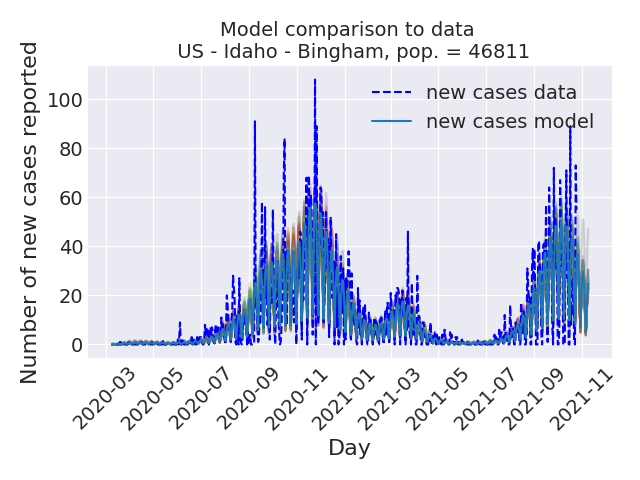 Model comparison to data
US - Idaho - Bingham, pop. = 46811
Number of new cases reported
100
80
60
40
20
0
new cases data
new cases model
2020-03
2020-05
2020-07
2020-09
2020-11
2021-01
2021-03
2021-05
2021-07
2021-09
2021-11
Day